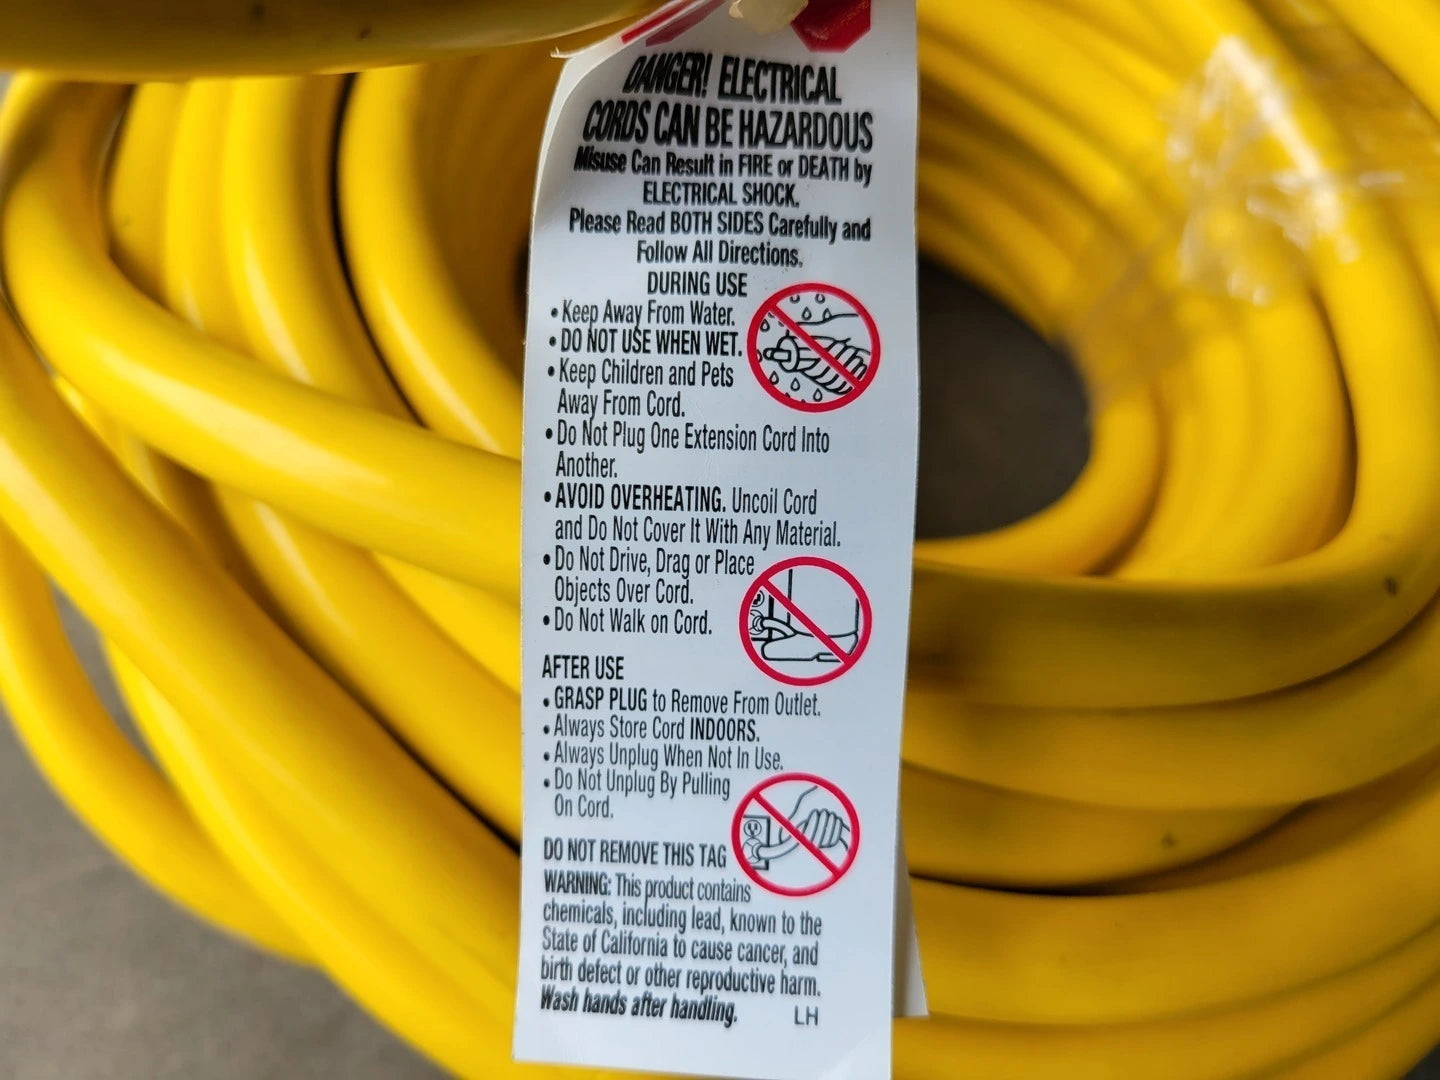 DANGER! ELECTRICAL
CORDS CAN BE HAZARDOUS
Misuse Can Result in FIRE or DEATH by
ELECTRICAL SHOCK.
Please Read BOTH SIDES Carefully and
Follow All Directions.
DURING USE
• Keep Away From Water.
• DO NOT USE WHEN WET.
• Keep Children and Pets
Away From Cord.
• Do Not Plug One Extension Cord Into
Another.
• AVOID OVERHEATING. Uncoil Cord
and Do Not Cover It With Any Material.
• Do Not Drive, Drag or Place
Objects Over Cord.
• Do Not Walk on Cord.
AFTER USE
• GRASP PLUG to Remove From Outlet.
• Always Store Cord INDOORS.
• Always Unplug When Not In Use.
• Do Not Unplug By Pulling
On Cord.
DO NOT REMOVE THIS TAG
WARNING: This product contains
chemicals, including lead, known to the
State of California to cause cancer, and
birth defect or other reproductive harm.
Wash hands after handling.
LH